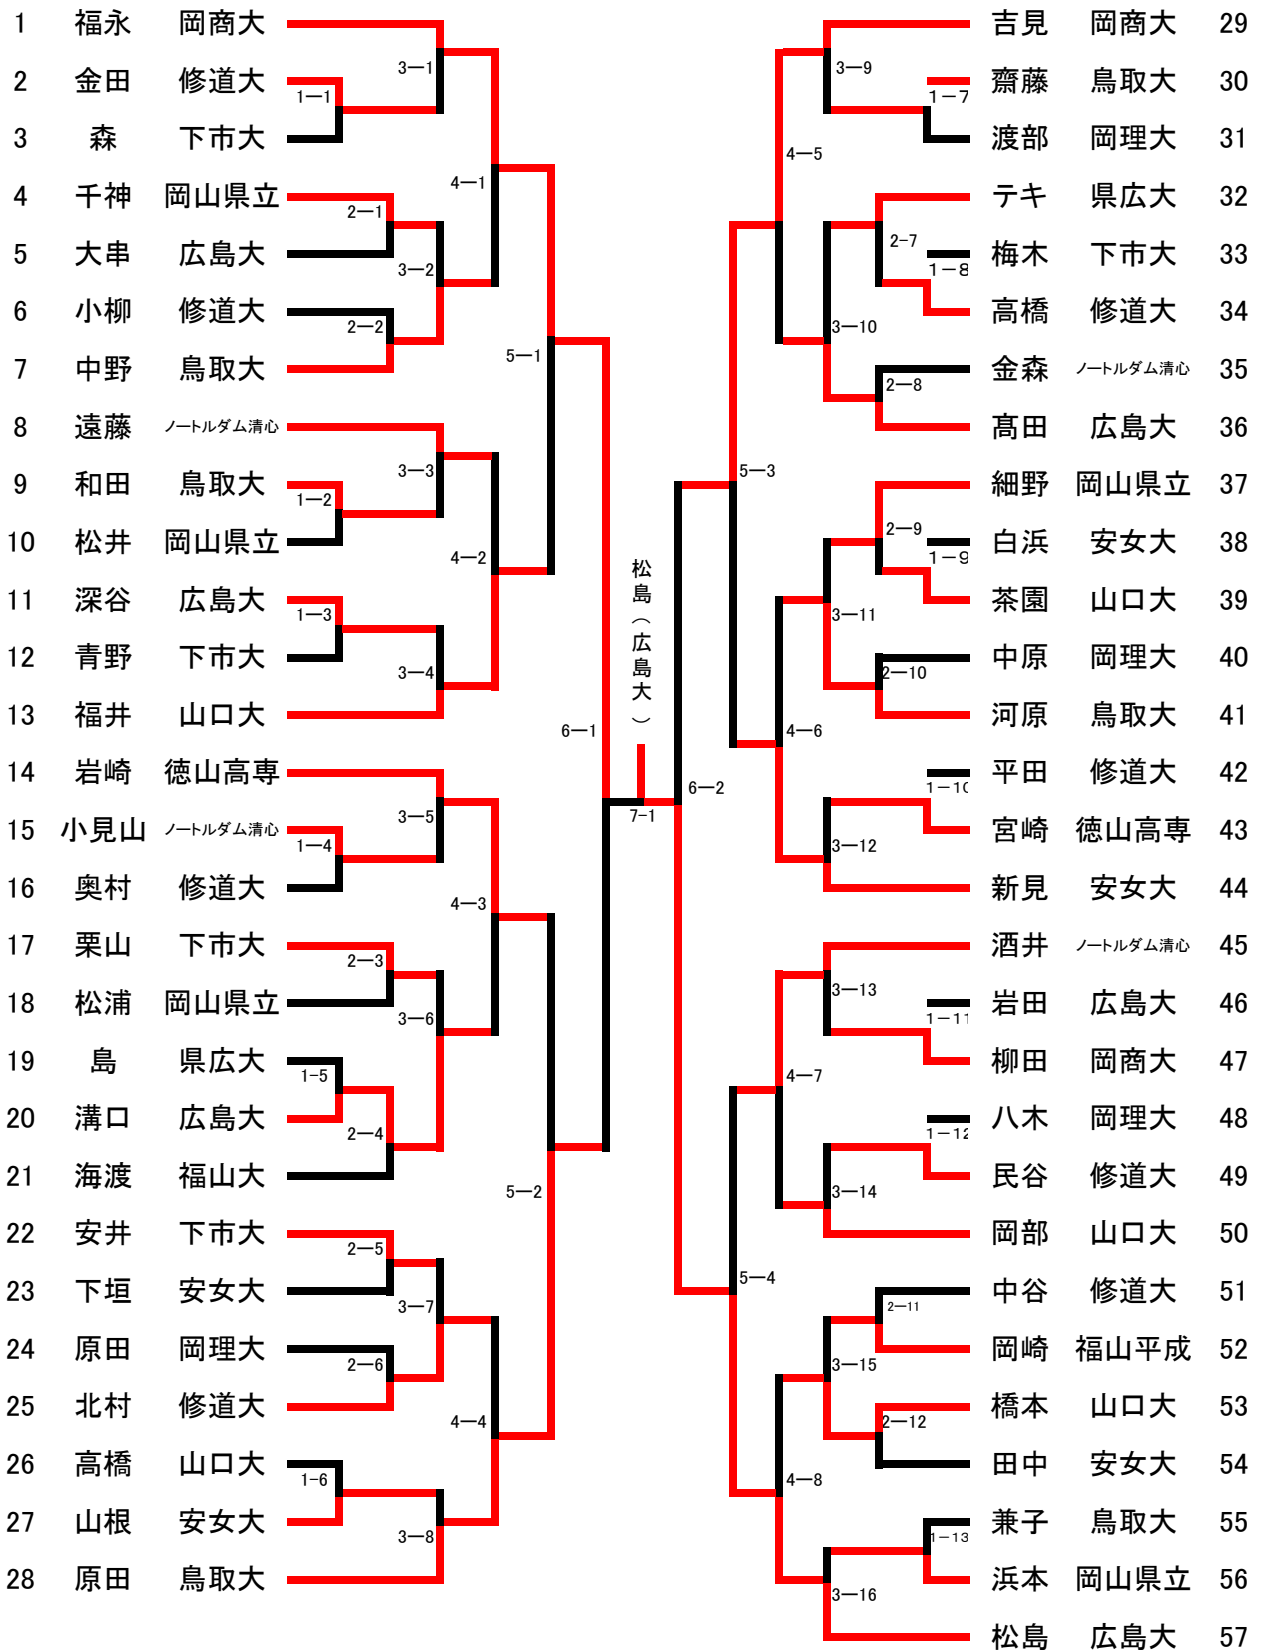 1 福永 岡商大
2 金田 修道大
3 森 下市大
4 千神 岡山県立
5 大串 広島大
6 小柳 修道大
7 中野 鳥取大
8 遠藤 ノートルダム清心
9 和田 鳥取大
10 松井 岡山県立
11 深谷 広島大
12 青野 下市大
13 福井 山口大
14 岩崎 徳山高専
15 小見山 ノートルダム清心
16 奥村 修道大
17 栗山 下市大
18 松浦 岡山県立
19 島 県広大
20 溝口 広島大
21 海渡 福山大
22 安井 下市大
23 下垣 安女大
24 原田 岡理大
25 北村 修道大
26 高橋 山口大
27 山根 安女大
28 原田 鳥取大
1―1
1―2
1―3
1―4
1-5
1-6
2―1
2―2
2―3
2―4
2―5
2―6
3―1
3―2
3―3
3―4
3―5
3―6
3―7
3―8
4―1
4―2
4―3
4―4
5―1
5―2
6―1
松島(広島大)
7-1
6―2
5―3
5―4
4―5
4―6
4―7
4―8
3―9
3―10
3―11
3―12
3―13
3―14
3―15
3―16
2-7
2―8
2―9
2―10
2―11
2―12
1―7
1―8
1―9
1―10
1―11
1―12
1―13
吉見 岡商大 29
齋藤 鳥取大 30
渡部 岡理大 31
テキ 県広大 32
梅木 下市大 33
高橋 修道大 34
金森 ノートルダム清心 35
髙田 広島大 36
細野 岡山県立 37
白浜 安女大 38
茶園 山口大 39
中原 岡理大 40
河原 鳥取大 41
平田 修道大 42
宮崎 徳山高専 43
新見 安女大 44
酒井 ノートルダム清心 45
岩田 広島大 46
柳田 岡商大 47
八木 岡理大 48
民谷 修道大 49
岡部 山口大 50
中谷 修道大 51
岡崎 福山平成 52
橋本 山口大 53
田中 安女大 54
兼子 鳥取大 55
浜本 岡山県立 56
松島 広島大 57